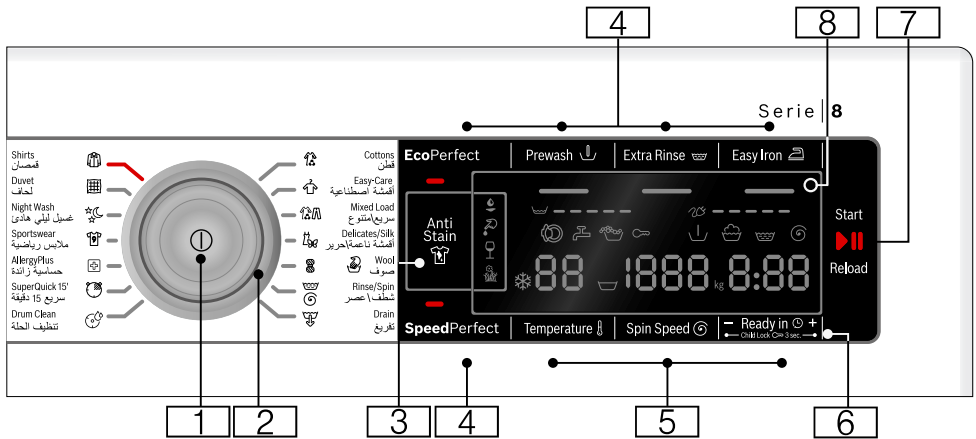 4
8
7
Serie 8
Shirts
قمصان
Duvet
لحاف
Night Wash
غسيل ليلي هادئ
Sportswear
ملابس رياضية
AllergyPlus
حساسية زائدة
SuperQuick 15'
سريع 15 دقيقة
Drum Clean
تنظيف الحلة
Cottons
قطن
Easy-Care
أقمشة اصطناعية
Mixed Load
سريع/متنوع
Delicates/Silk
أقمشة ناعمة/حرير
Wool
صوف
Rinse/Spin
شطف/عصر
Drain
تفريغ
EcoPerfect
Prewash
Extra Rinse
Easy Iron
Anti
Stain
88 1888 kg 8:88
Start
Reload
SpeedPerfect
Temperature
Spin Speed
− Ready in +
Child Lock 3 sec.
1
2
3
4
5
6